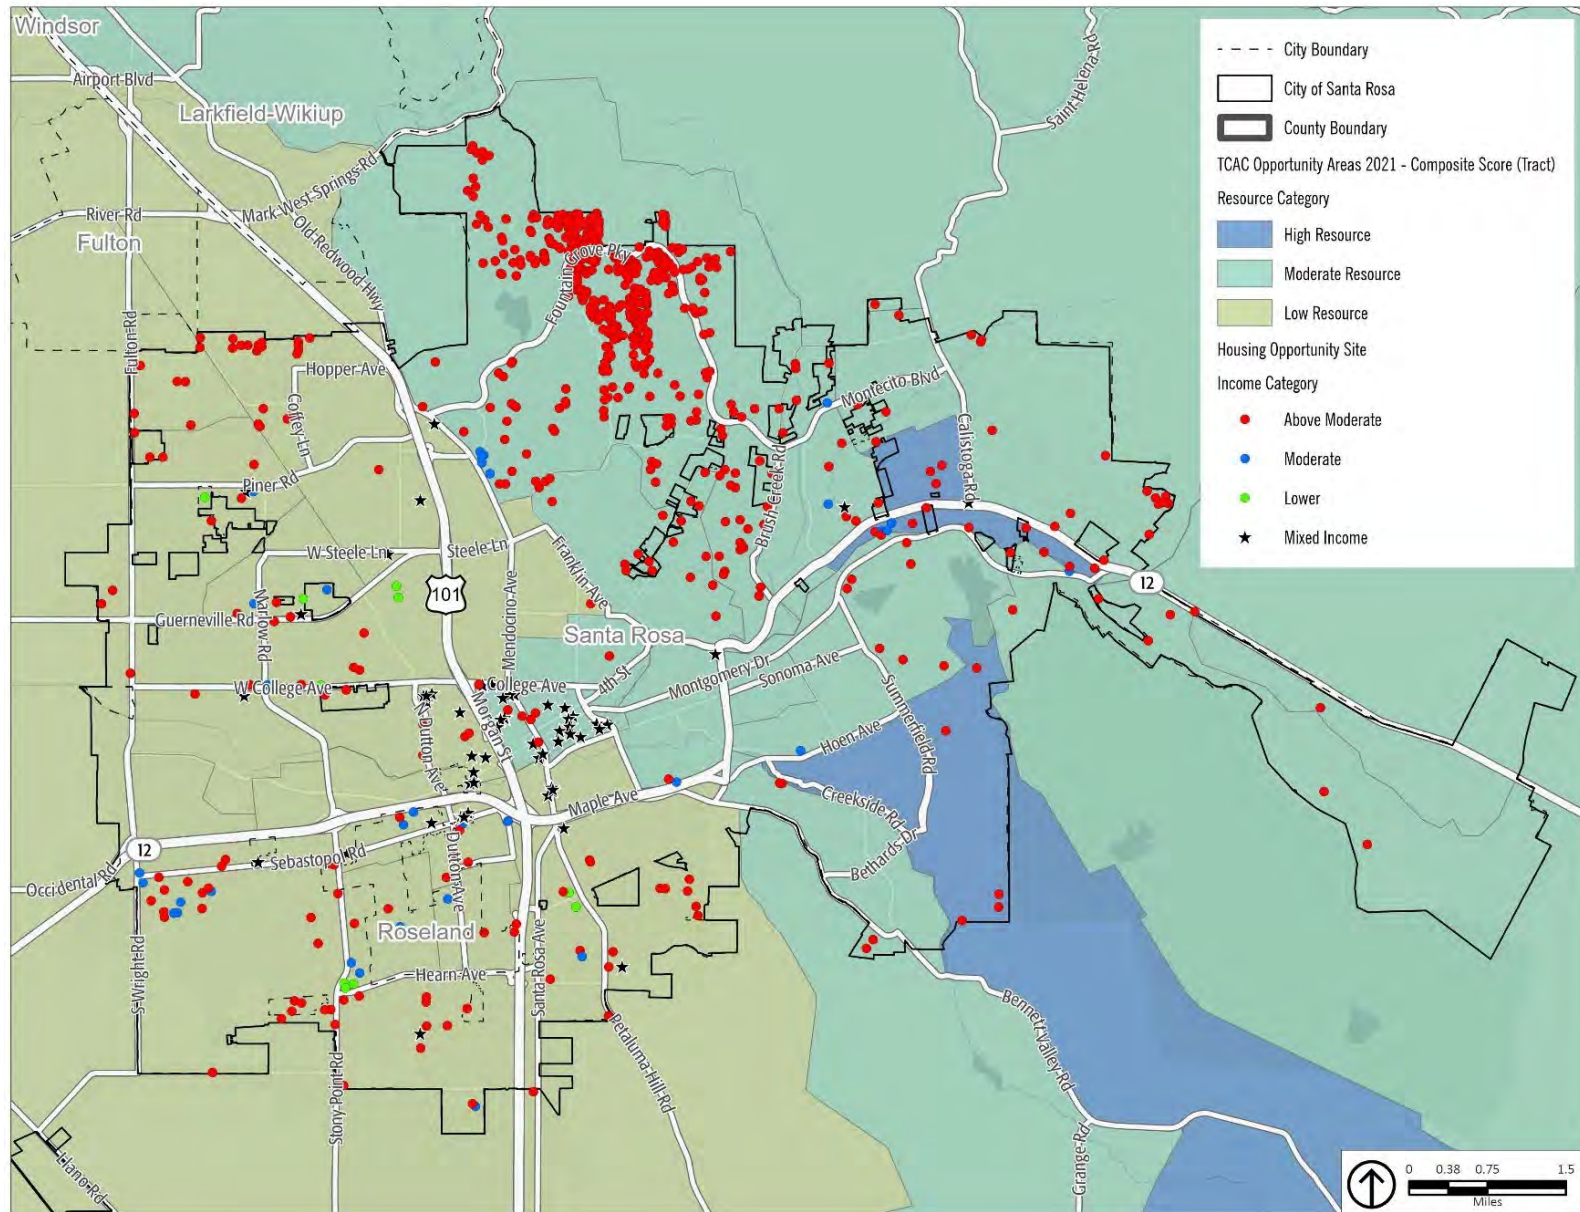 Windsor
Airport Blvd
Larkfield-Wikiup
Saint Helena Rd
Mark West Springs Rd
River Rd
Fulton
Old Redwood Hwy
Fountain Grove Pky
Fulton Rd
Hopper Ave
Coffey Ln
Montecito Blvd
Calistoga Rd
Brush Creek Rd
Piner Rd
W Steele Ln
Steele Ln
Franklin Ave
Mendocino Ave
101
12
Marlow Rd
Guerneville Rd
Santa Rosa
W College Ave
College Ave
4th St
Montgomery Dr
Sonoma Ave
Summerfield Rd
N Dutton Ave
Morgan St
Hoen Ave
Maple Ave
Creekside Rd
Bethards Dr
12
Occidental Rd
Sebastopol Rd
Dutton Ave
Roseland
S Wright Rd
Hearn Ave
Santa Rosa Ave
Stony Point Rd
Petaluma Hill Rd
Bennett Valley Rd
Grange Rd
Llano Rd
City Boundary
City of Santa Rosa
County Boundary
TCAC Opportunity Areas 2021 - Composite Score (Tract)
Resource Category
High Resource
Moderate Resource
Low Resource
Housing Opportunity Site
Income Category
Above Moderate
Moderate
Lower
Mixed Income
0 0.38 0.75 1.5
Miles